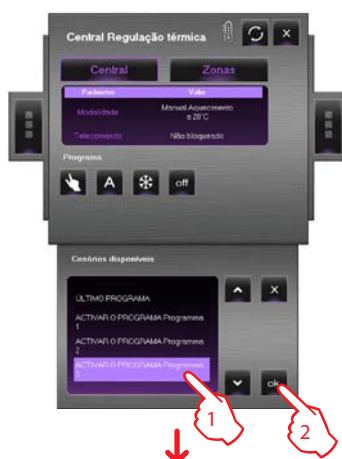 Central Regulação térmica
×
Central Zonas
Parâmetro Valor
Modalidade Manual Aquecimento
a 20°C
Telecomando Não bloqueado
Programa
A off
Cenários disponíveis
ÚLTIMO PROGRAMA
ACTIVAR O PROGRAMA Programma
1
ACTIVAR O PROGRAMA Programma
2
ACTIVAR O PROGRAMA Programma
3
X
ok
1
2